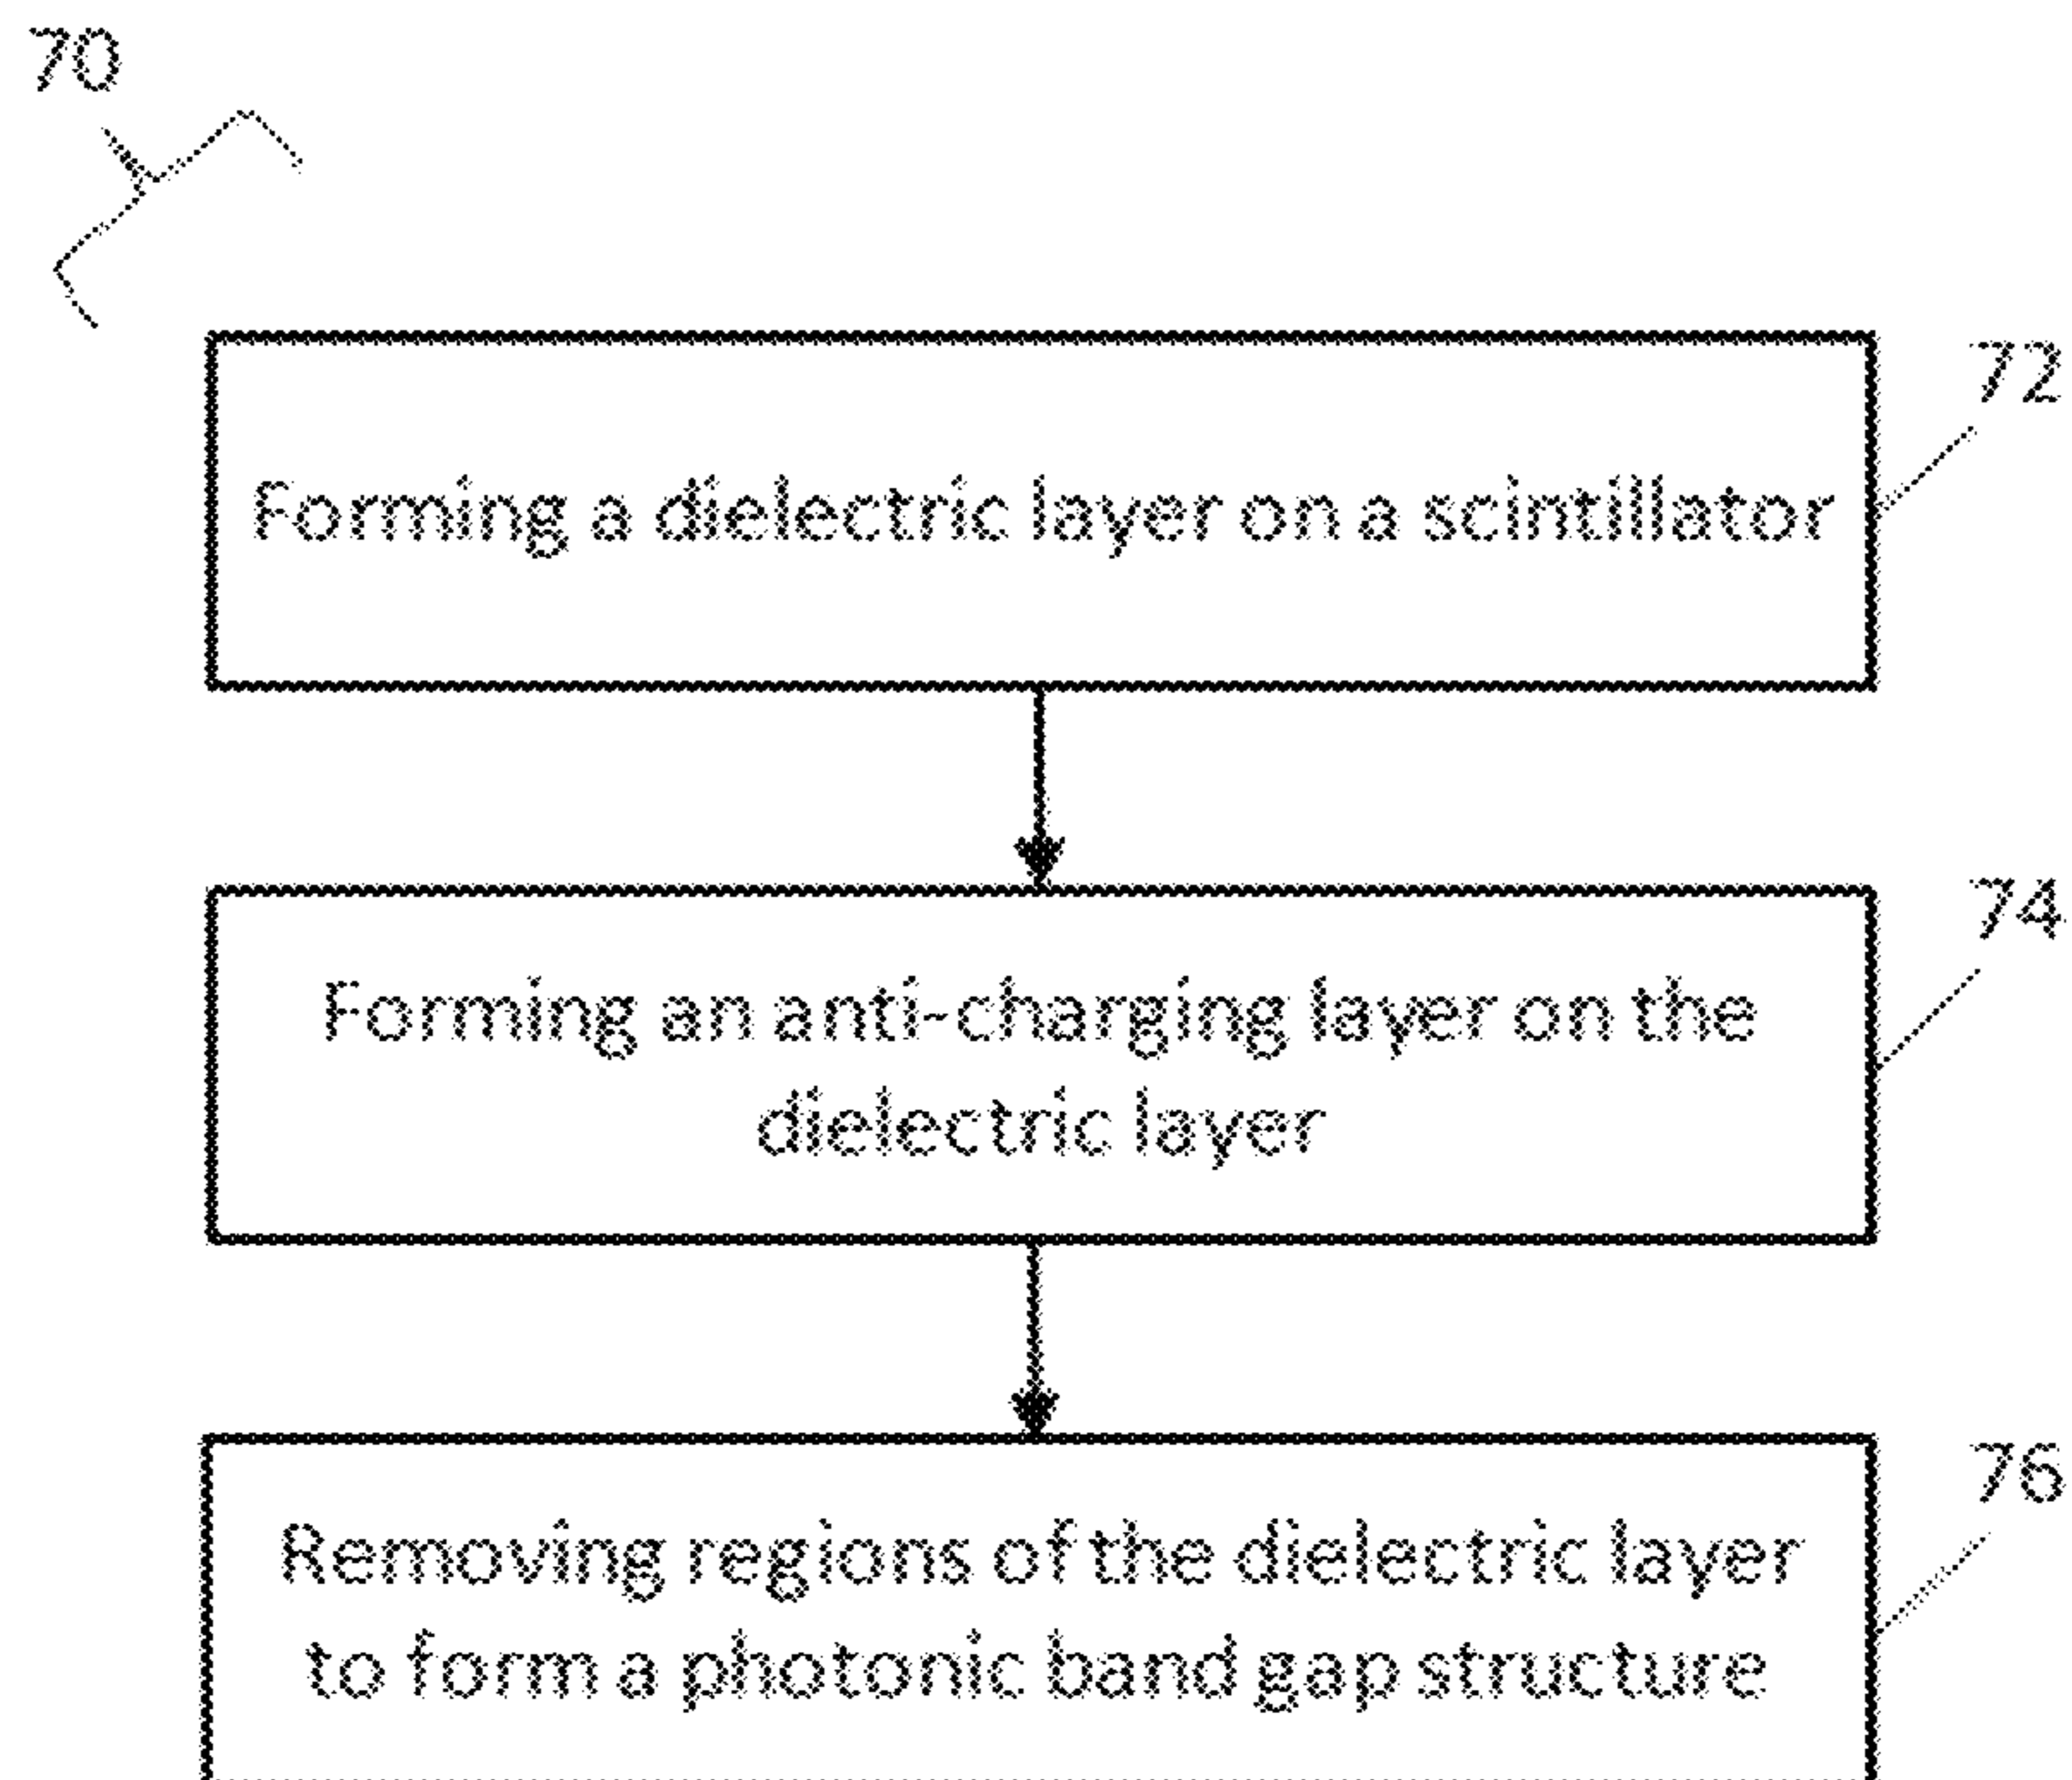 70
72
Forming a dielectric layer on a scintillator
74
Forming an anti-charging layer on the
dielectric layer
76
Removing regions of the dielectric layer
to form a photonic band gap structure